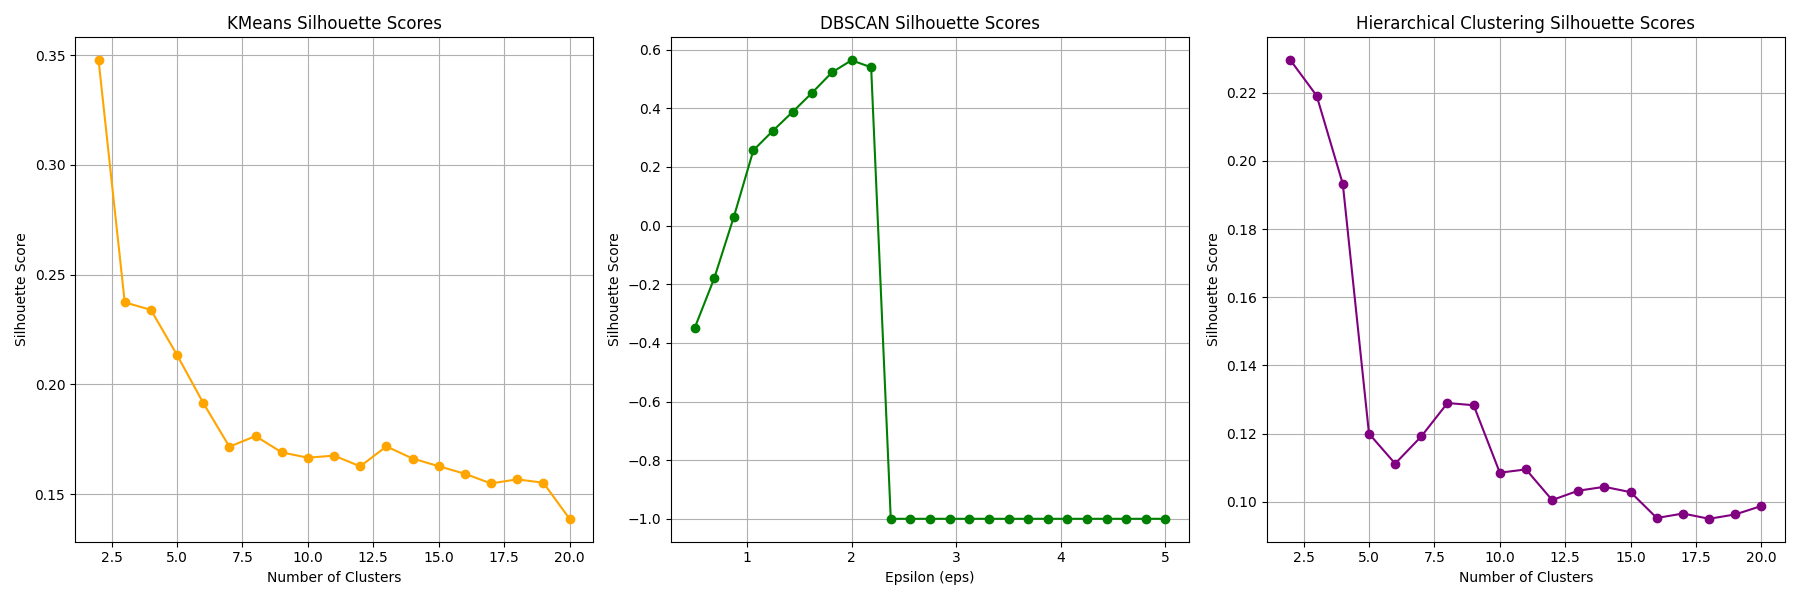 KMeans Silhouette Scores
Silhouette Score
0.35
0.30
0.25
0.20
0.15
2.5 5.0 7.5 10.0 12.5 15.0 17.5 20.0
Number of Clusters
DBSCAN Silhouette Scores
Silhouette Score
0.6
0.4
0.2
0.0
−0.2
−0.4
−0.6
−0.8
−1.0
1 2 3 4 5
Epsilon (eps)
Hierarchical Clustering Silhouette Scores
Silhouette Score
0.22
0.20
0.18
0.16
0.14
0.12
0.10
2.5 5.0 7.5 10.0 12.5 15.0 17.5 20.0
Number of Clusters